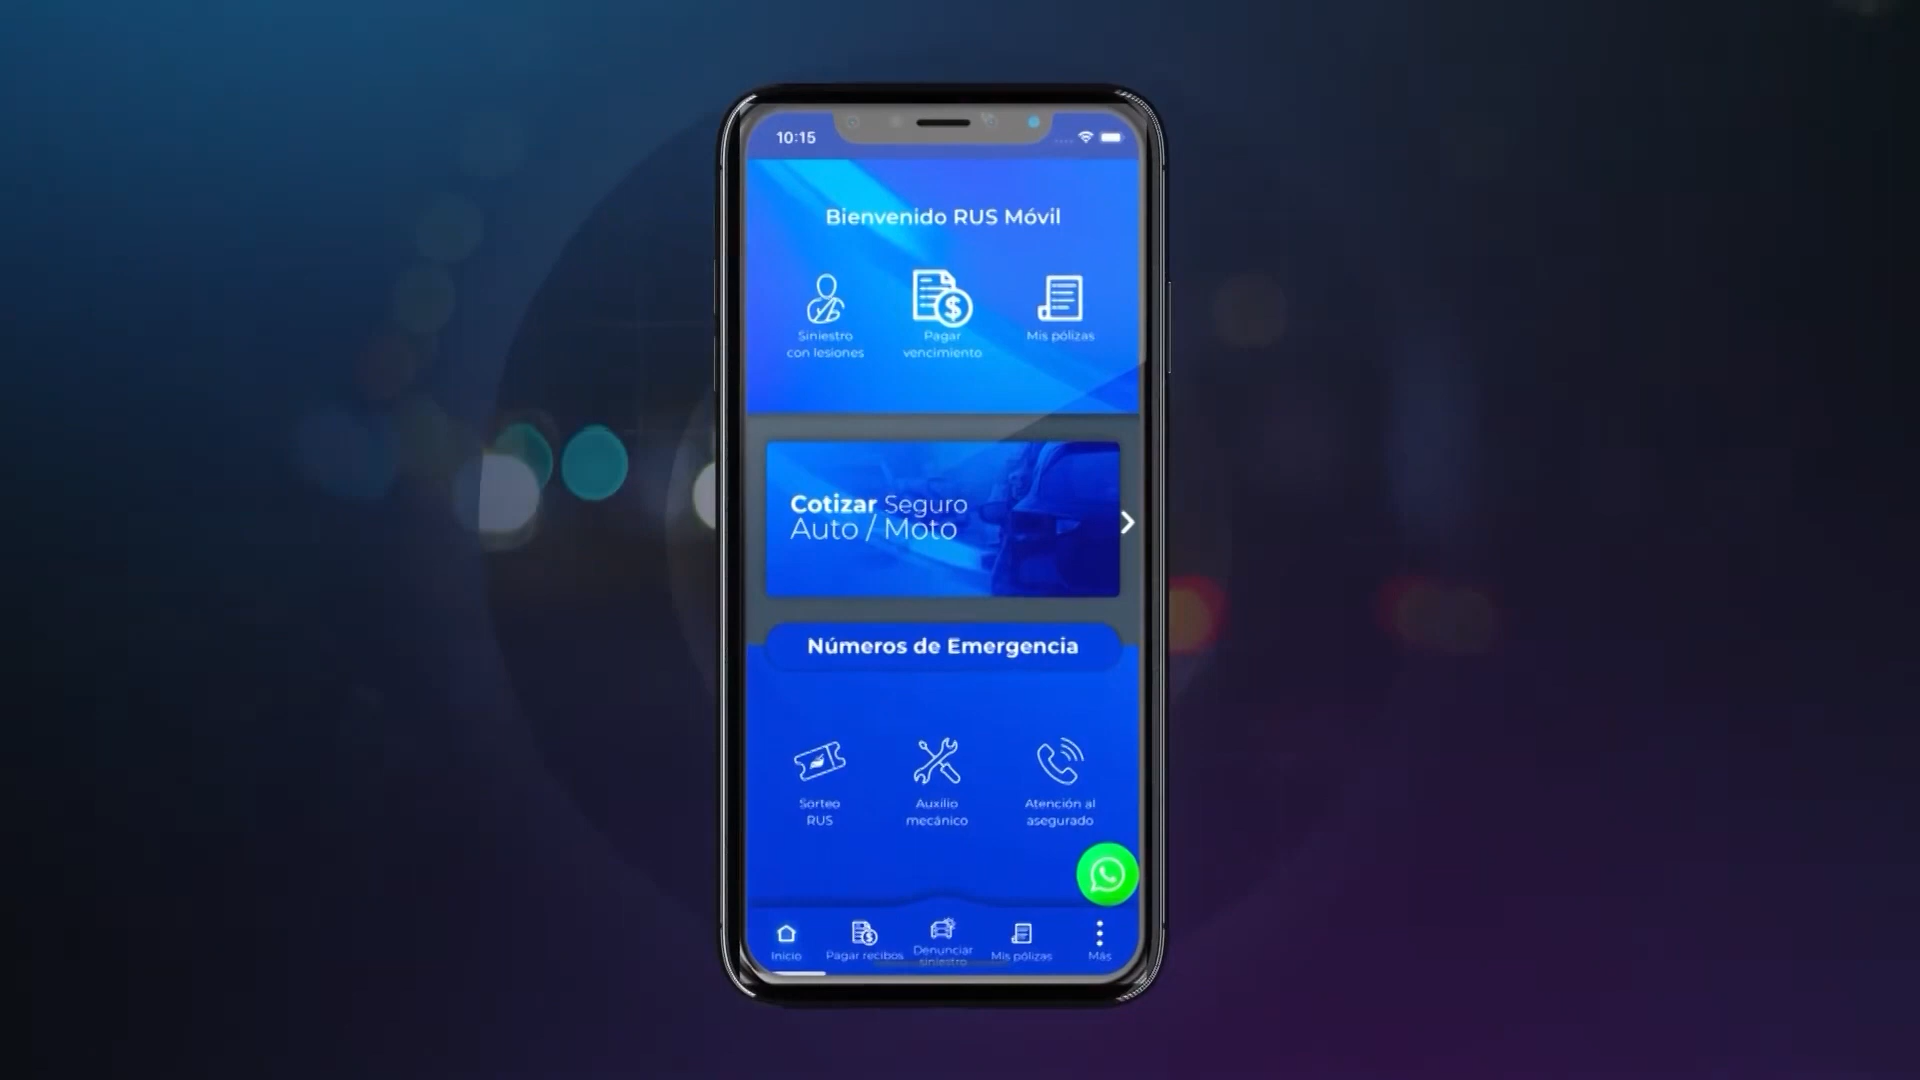 10:15
Bienvenido RUS Móvil
Siniestro
con lesiones
Pagar
vencimiento
Mis pólizas
Cotizar Seguro
Auto / Moto
Números de Emergencia
Sorteo
RUS
Auxilio
mecánico
Atención al
asegurado
Inicio
Pagar recibos
Denunciar
siniestro
Mis pólizas
Más